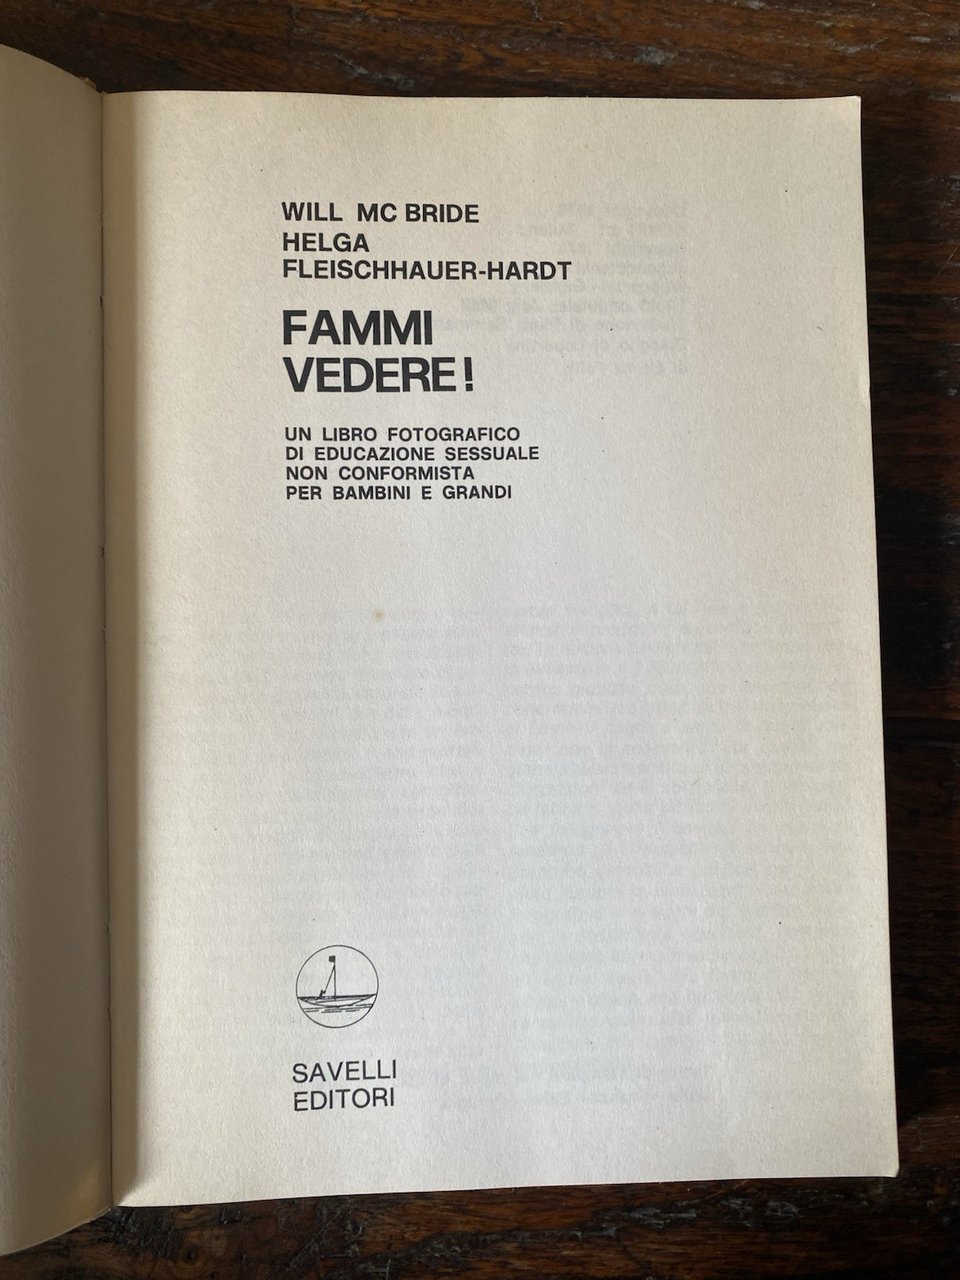 WILL MC BRIDE
HELGA
FLEISCHHAUER-HARDT
FAMMI
VEDERE!
UN LIBRO FOTOGRAFICO
DI EDUCAZIONE SESSUALE
NON CONFORMISTA
PER BAMBINI E GRANDI
SAVELLI
EDITORI